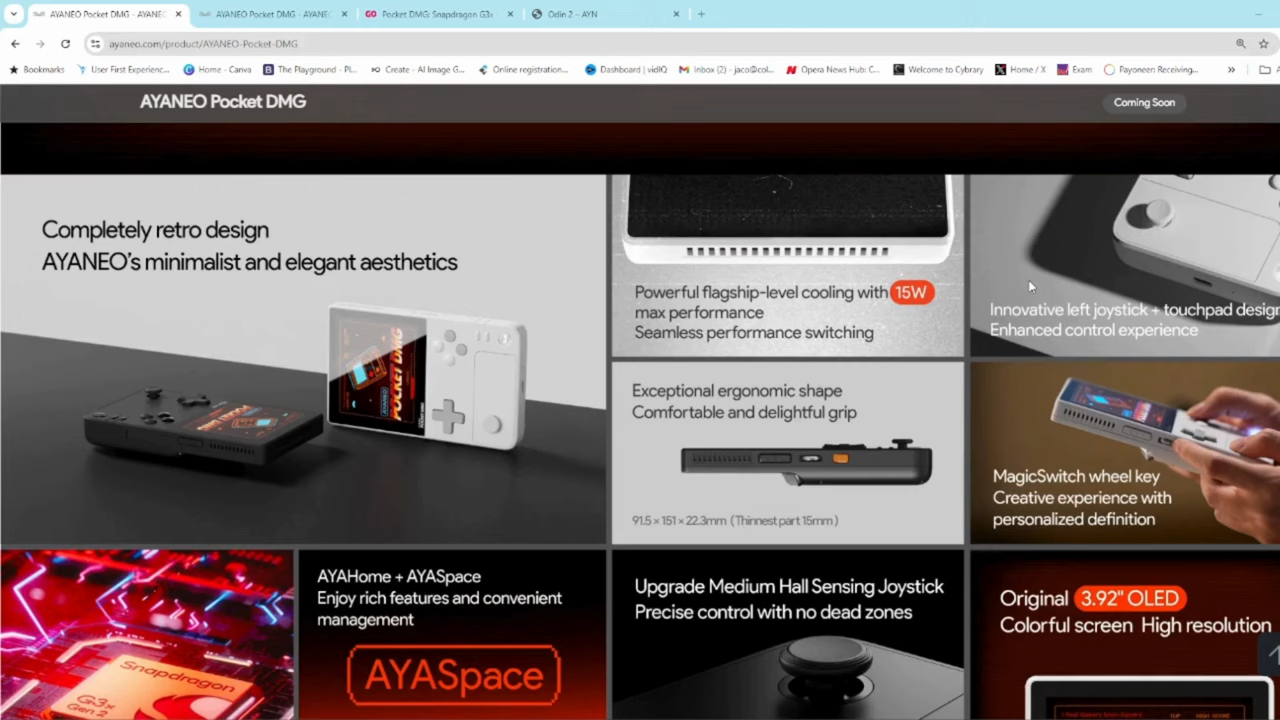 AYANEO Pocket DMG - AYANEO
AYANEO Pocket DMG - AYANE
GO Pocket DMG: Snapdragon G3x
Odin 2 – AYN
ayaneo.com/product/AYANEO-Pocket-DMG
Bookmarks
User First Experienc...
Home - Canva
The Playground - Pl...
Create - AI Image G...
Online registration...
Dashboard | vidIQ
Inbox (2) - jaco@col...
Opera News Hub: C...
Welcome to Cybrary
Home / X
Exam
Payoneer: Receiving...
AYANEO Pocket DMG
Coming Soon
Completely retro design
AYANEO's minimalist and elegant aesthetics
POCKET DMG
Powerful flagship-level cooling with 15W
max performance
Seamless performance switching
Innovative left joystick + touchpad design
Enhanced control experience
Exceptional ergonomic shape
Comfortable and delightful grip
91.5 × 151 × 22.3mm (Thinnest part 15mm)
MagicSwitch wheel key
Creative experience with
personalized definition
Snapdragon
G3x
Gen 2
AYAHome + AYASpace
Enjoy rich features and convenient
management
AYASpace
Upgrade Medium Hall Sensing Joystick
Precise control with no dead zones
Original 3.92" OLED
Colorful screen High resolution